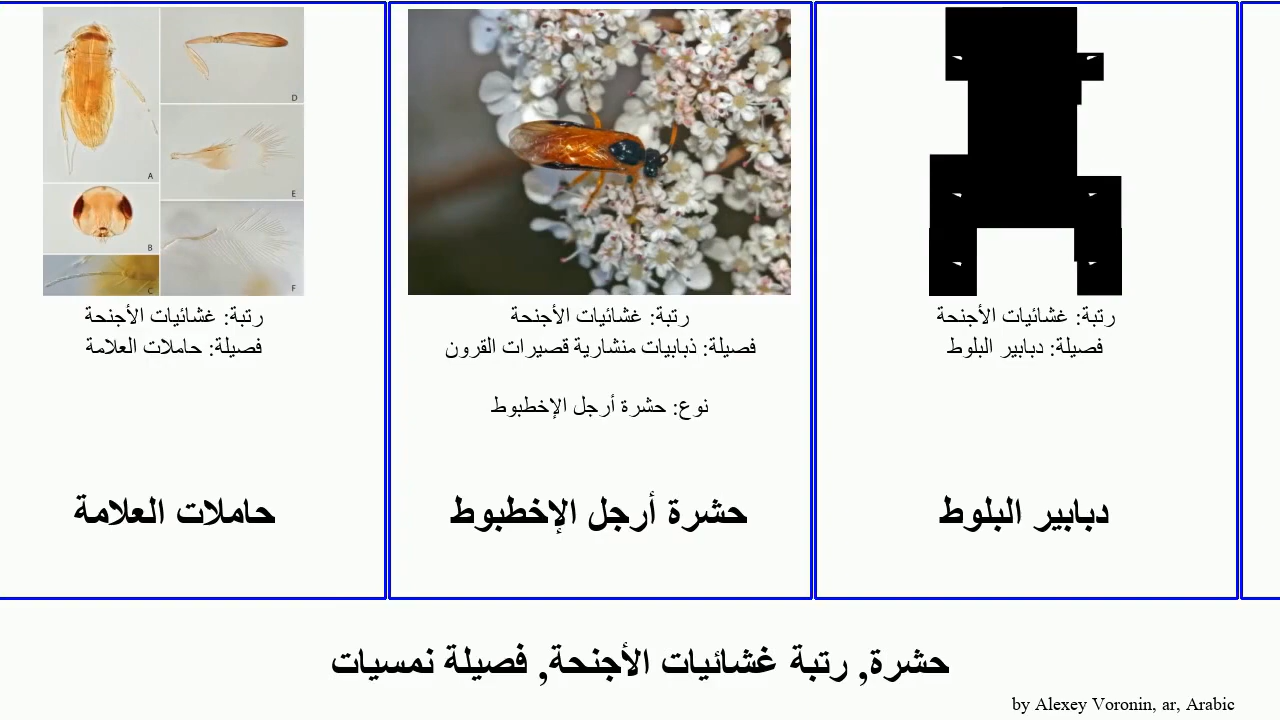 A
B
C
D
E
F
رتبة: غشائيات الأجنحة
فصيلة: حاملات العلامة
حاملات العلامة
رتبة: غشائيات الأجنحة
فصيلة: ذبابيات منشارية قصيرات القرون
نوع: حشرة أرجل الإخطبوط
حشرة أرجل الإخطبوط
رتبة: غشائيات الأجنحة
فصيلة: دبابير البلوط
دبابير البلوط
حشرة, رتبة غشائيات الأجنحة, فصيلة نمسيات
by Alexey Voronin, ar, Arabic